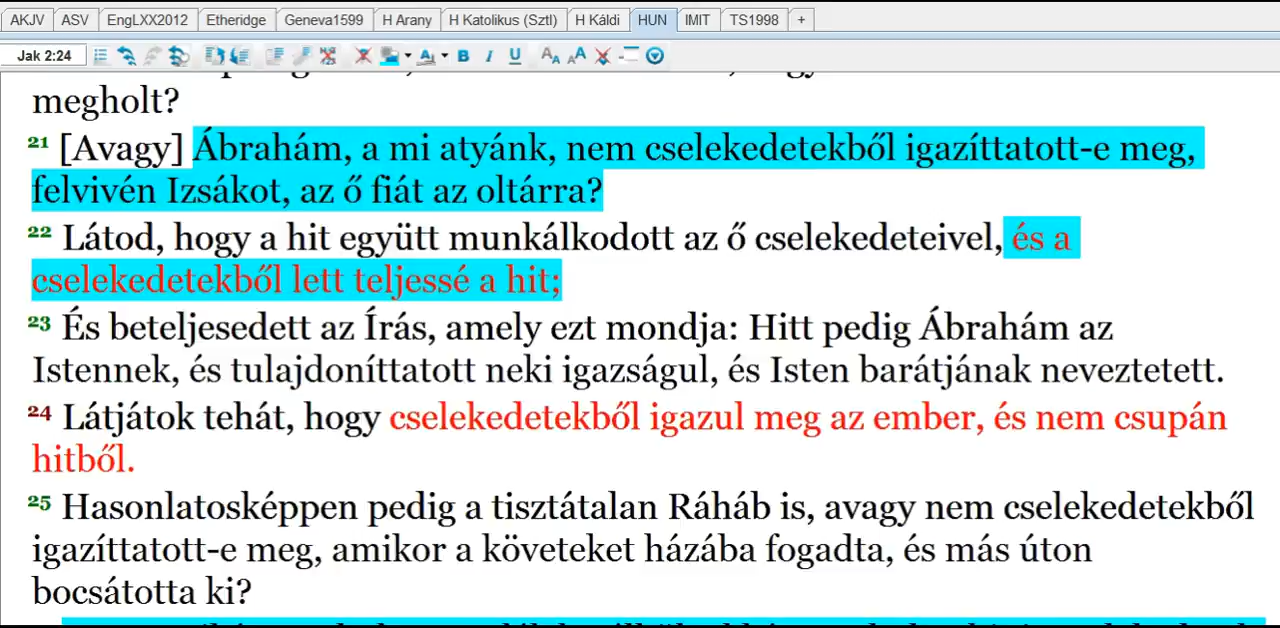 AKJV ASV EngLXX2012 Etheridge Geneva1599 H Arany H Katolikus (Sztl) H Káldi HUN IMIT TS1998 +
Jak 2:24
megholt?
21 [Avagy] Ábrahám, a mi atyánk, nem cselekedetekből igazíttatott-e meg,
felvivén Izsákot, az ő fiát az oltárra?
22 Látod, hogy a hit együtt munkálkodott az ő cselekedeteivel, és a
cselekedetekből lett teljessé a hit;
23 És beteljesedett az Írás, amely ezt mondja: Hitt pedig Ábrahám az
Istennek, és tulajdoníttatott neki igazságul, és Isten barátjának neveztetett.
24 Látjátok tehát, hogy cselekedetekből igazul meg az ember, és nem csupán
hitből.
25 Hasonlatosképpen pedig a tisztátalan Ráháb is, avagy nem cselekedetekből
igazíttatott-e meg, amikor a követeket házába fogadta, és más úton
bocsátotta ki?